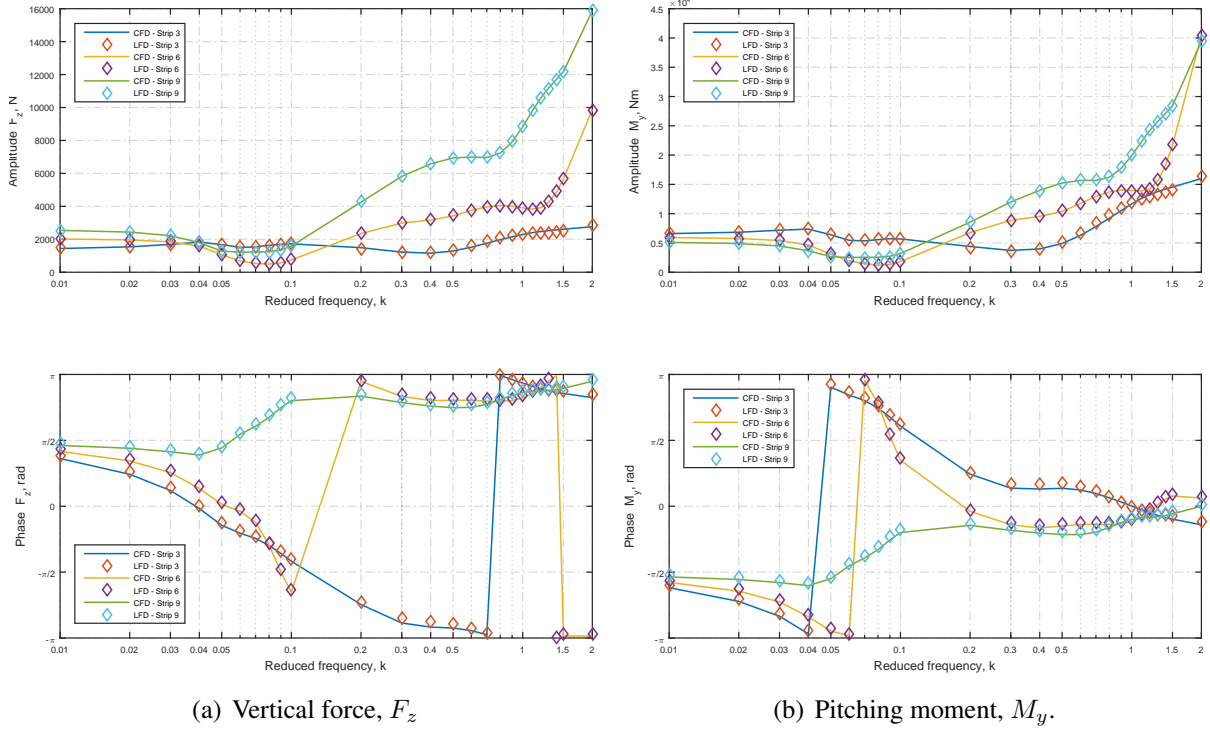 16000
14000
12000
10000
8000
6000
4000
2000
0
Amplitude F_z, N
CFD - Strip 3
LFD - Strip 3
CFD - Strip 6
LFD - Strip 6
CFD - Strip 9
LFD - Strip 9
0.01 0.02 0.03 0.04 0.05 0.1 0.2 0.3 0.4 0.5 1 1.5 2
Reduced frequency, k
4.5
4
3.5
3
2.5
2
1.5
1
0.5
0
Amplitude M_y, Nm
CFD - Strip 3
LFD - Strip 3
CFD - Strip 6
LFD - Strip 6
CFD - Strip 9
LFD - Strip 9
0.01 0.02 0.03 0.04 0.05 0.1 0.2 0.3 0.4 0.5 1 1.5 2
Reduced frequency, k
π
π/2
0
-π/2
-π
Phase F_z, rad
CFD - Strip 3
LFD - Strip 3
CFD - Strip 6
LFD - Strip 6
CFD - Strip 9
LFD - Strip 9
0.01 0.02 0.03 0.04 0.05 0.1 0.2 0.3 0.4 0.5 1 1.5 2
Reduced frequency, k
π
π/2
0
-π/2
-π
Phase M_y, rad
CFD - Strip 3
LFD - Strip 3
CFD - Strip 6
LFD - Strip 6
CFD - Strip 9
LFD - Strip 9
0.01 0.02 0.03 0.04 0.05 0.1 0.2 0.3 0.4 0.5 1 1.5 2
Reduced frequency, k
(a) Vertical force, F_z
(b) Pitching moment, M_y.